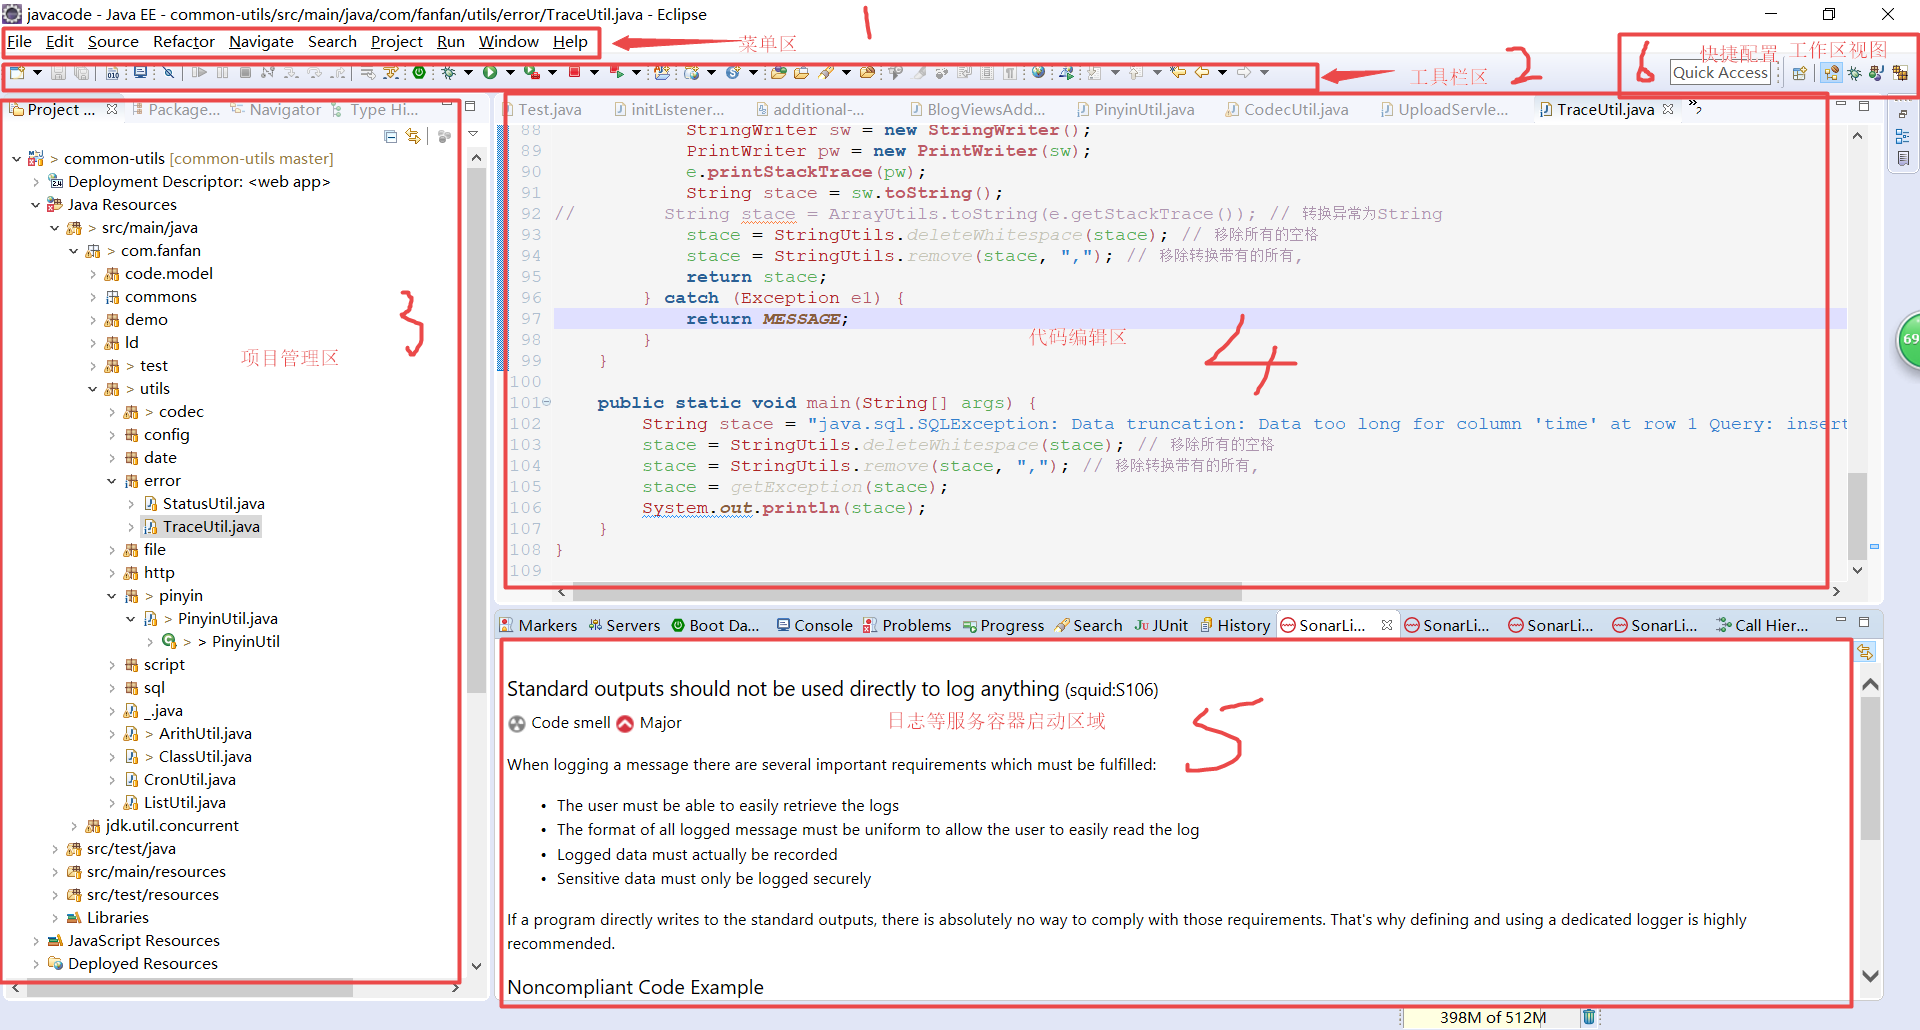 javacode - Java EE - common-utils/src/main/java/com/fanfan/utils/error/TraceUtil.java - Eclipse
1
File Edit Source Refactor Navigate Search Project Run Window Help
菜单区
工具栏区 2
6 快捷配置 工作区视图
Quick Access
Project ... Package... Navigator Type Hi...
> common-utils [common-utils master]
Deployment Descriptor: <web app>
Java Resources
> src/main/java
> com.fanfan
code.model
commons
demo
ld
> test
> utils
> codec
config
date
error
StatusUtil.java
TraceUtil.java
file
http
> pinyin
> PinyinUtil.java
> > PinyinUtil
script
sql
_.java
> ArithUtil.java
> ClassUtil.java
CronUtil.java
ListUtil.java
jdk.util.concurrent
src/test/java
src/main/resources
src/test/resources
Libraries
JavaScript Resources
Deployed Resources
项目管理区
3
Test.java initListener... additional-... BlogViewsAdd... PinyinUtil.java CodecUtil.java UploadServle... TraceUtil.java
88 StringWriter sw = new StringWriter();
89 PrintWriter pw = new PrintWriter(sw);
90 e.printStackTrace(pw);
91 String stace = sw.toString();
92 // String stace = ArrayUtils.toString(e.getStackTrace()); // 转换异常为String
93 stace = StringUtils.deleteWhitespace(stace); // 移除所有的空格
94 stace = StringUtils.remove(stace, ","); // 移除转换带有的所有,
95 return stace;
96 } catch (Exception e1) {
97 return MESSAGE;
98 }
99 }
100
101 public static void main(String[] args) {
102 String stace = "java.sql.SQLException: Data truncation: Data too long for column 'time' at row 1 Query: insert
103 stace = StringUtils.deleteWhitespace(stace); // 移除所有的空格
104 stace = StringUtils.remove(stace, ","); // 移除转换带有的所有,
105 stace = getException(stace);
106 System.out.println(stace);
107 }
108 }
109
代码编辑区
4
69
Markers Servers Boot Da... Console Problems Progress Search JUnit History SonarLi... SonarLi... SonarLi... SonarLi... Call Hier...
Standard outputs should not be used directly to log anything (squid:S106)
Code smell Major
日志等服务容器启动区域
5
When logging a message there are several important requirements which must be fulfilled:
• The user must be able to easily retrieve the logs
• The format of all logged message must be uniform to allow the user to easily read the log
• Logged data must actually be recorded
• Sensitive data must only be logged securely
If a program directly writes to the standard outputs, there is absolutely no way to comply with those requirements. That's why defining and using a dedicated logger is highly
recommended.
Noncompliant Code Example
398M of 512M